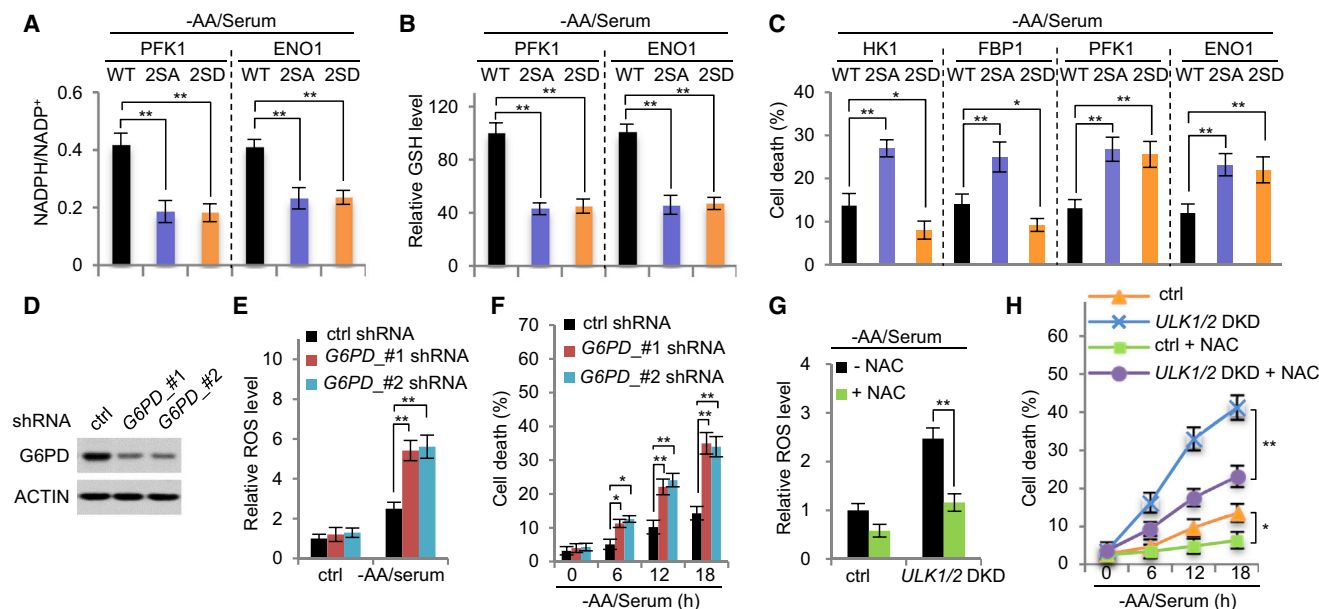 A
-AA/Serum
PFK1 ENO1
WT 2SA 2SD WT 2SA 2SD
NADPH/NADP+
0.6
0.4
0.2
0
** ** ** **
B
-AA/Serum
PFK1 ENO1
WT 2SA 2SD WT 2SA 2SD
Relative GSH level
120
80
40
0
** ** ** **
C
-AA/Serum
HK1 FBP1 PFK1 ENO1
WT 2SA 2SD WT 2SA 2SD WT 2SA 2SD WT 2SA 2SD
Cell death (%)
40
30
20
10
0
* ** * ** ** ** ** **
D
shRNA ctrl G6PD_#1 G6PD_#2
G6PD
ACTIN
E
ctrl shRNA
G6PD_#1 shRNA
G6PD_#2 shRNA
Relative ROS level
10
8
6
4
2
0
** **
ctrl -AA/serum
F
ctrl shRNA
G6PD_#1 shRNA
G6PD_#2 shRNA
Cell death (%)
70
60
50
40
30
20
10
0
* * ** ** ** **
0 6 12 18
-AA/Serum (h)
G
-AA/Serum
- NAC
+ NAC
Relative ROS level
4
3
2
1
0
**
ctrl ULK1/2 DKD
H
ctrl
ULK1/2 DKD
ctrl + NAC
ULK1/2 DKD + NAC
Cell death (%)
60
50
40
30
20
10
0
** *
0 6 12 18
-AA/Serum (h)